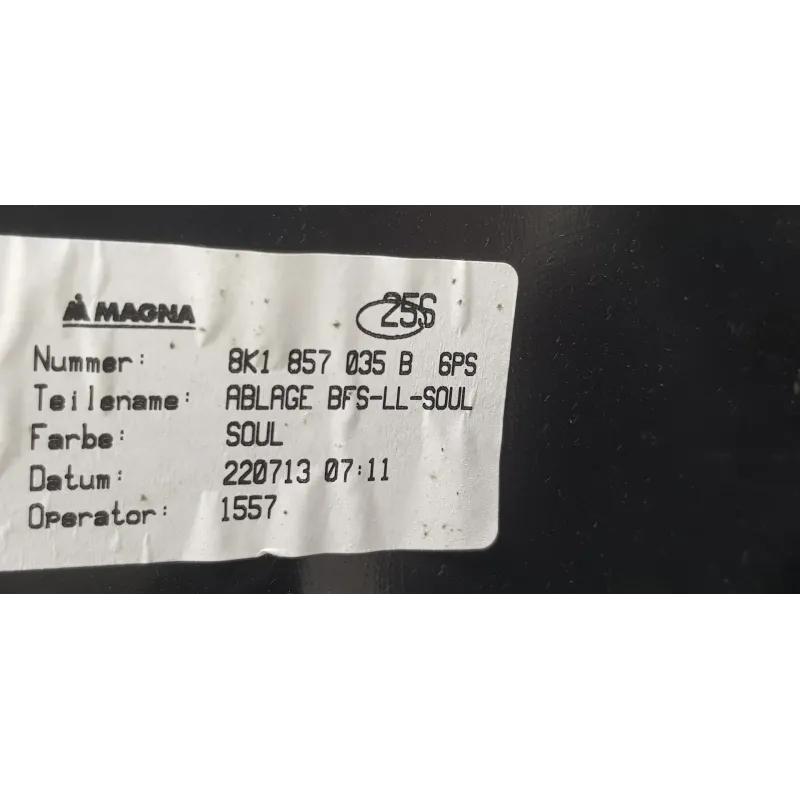 MAGNA 25S
Nummer: 8K1 857 035 B 6PS
Teilename: ABLAGE BFS-LL-SOUL
Farbe: SOUL
Datum: 220713 07:11
Operator: 1557